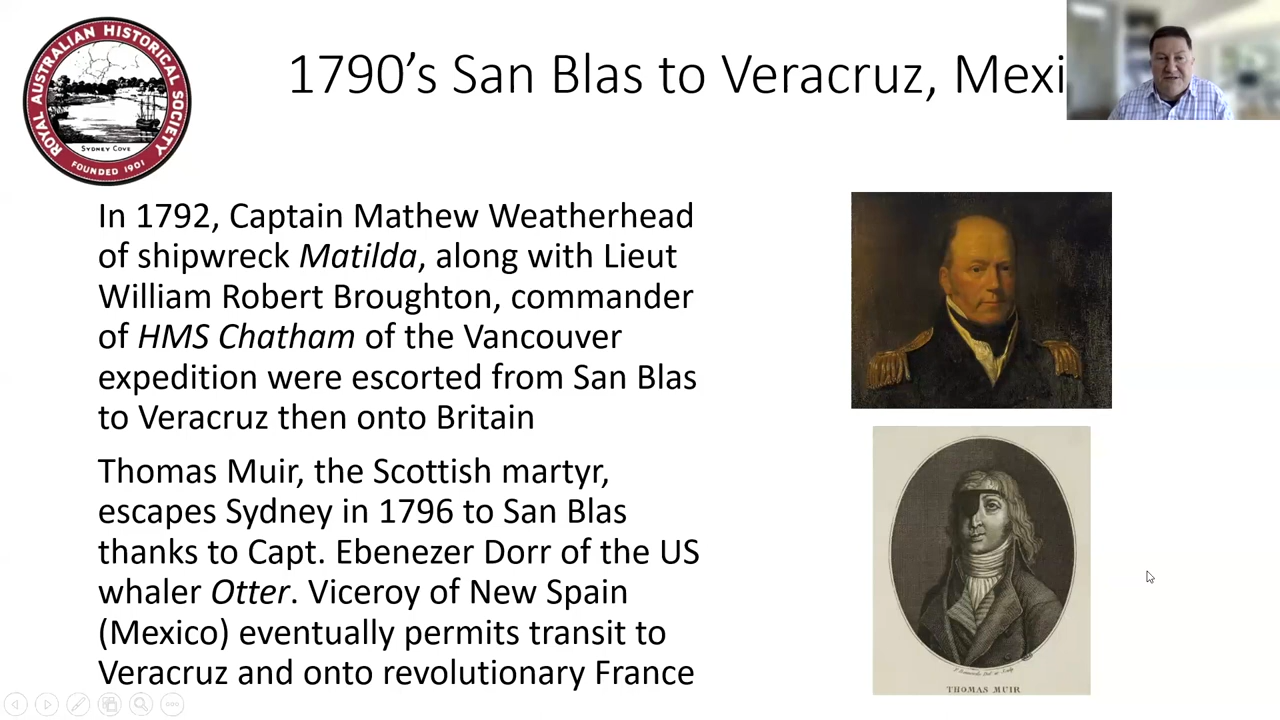 ROYAL AUSTRALIAN HISTORICAL SOCIETY
SYDNEY COVE
FOUNDED 1901
1790's San Blas to Veracruz, Mexi
In 1792, Captain Mathew Weatherhead
of shipwreck Matilda, along with Lieut
William Robert Broughton, commander
of HMS Chatham of the Vancouver
expedition were escorted from San Blas
to Veracruz then onto Britain
Thomas Muir, the Scottish martyr,
escapes Sydney in 1796 to San Blas
thanks to Capt. Ebenezer Dorr of the US
whaler Otter. Viceroy of New Spain
(Mexico) eventually permits transit to
Veracruz and onto revolutionary France
THOMAS MUIR